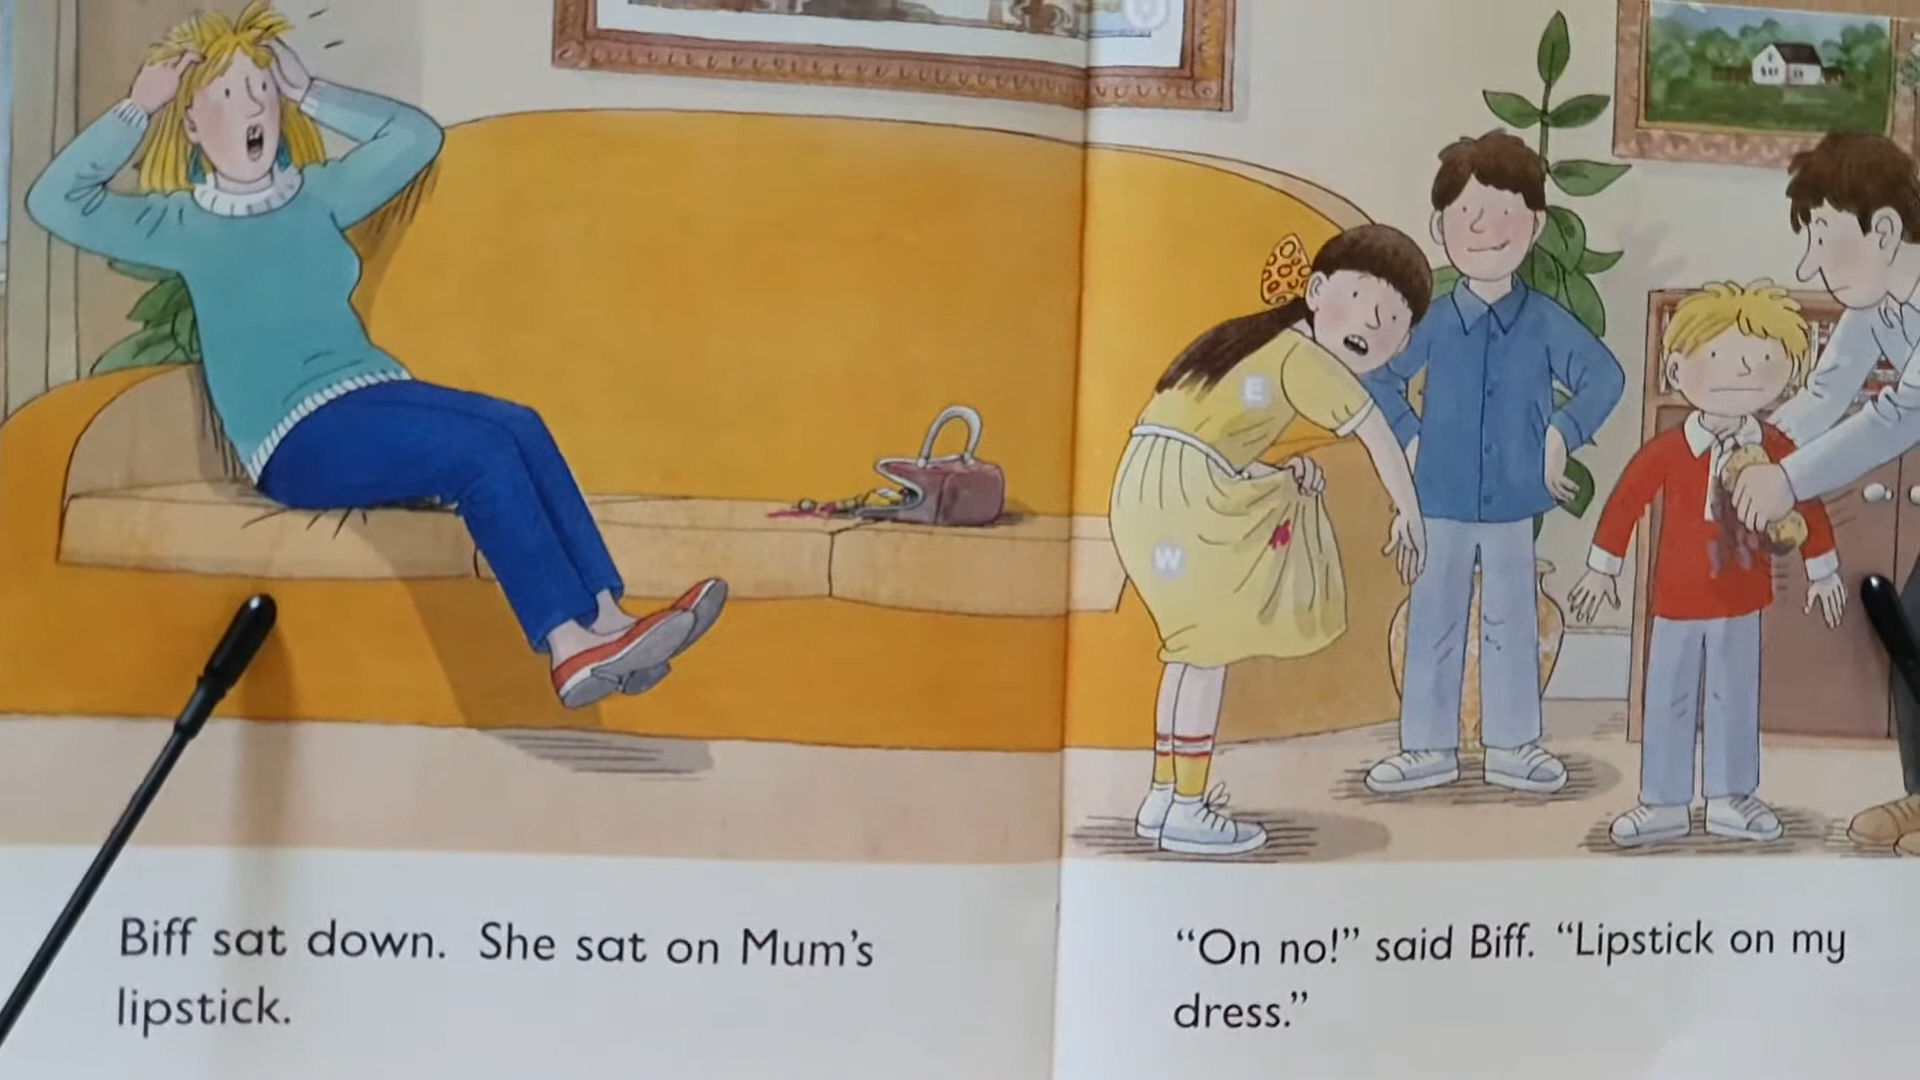 Biff sat down. She sat on Mum's
lipstick.
“On no!” said Biff. “Lipstick on my
dress.”
E
W